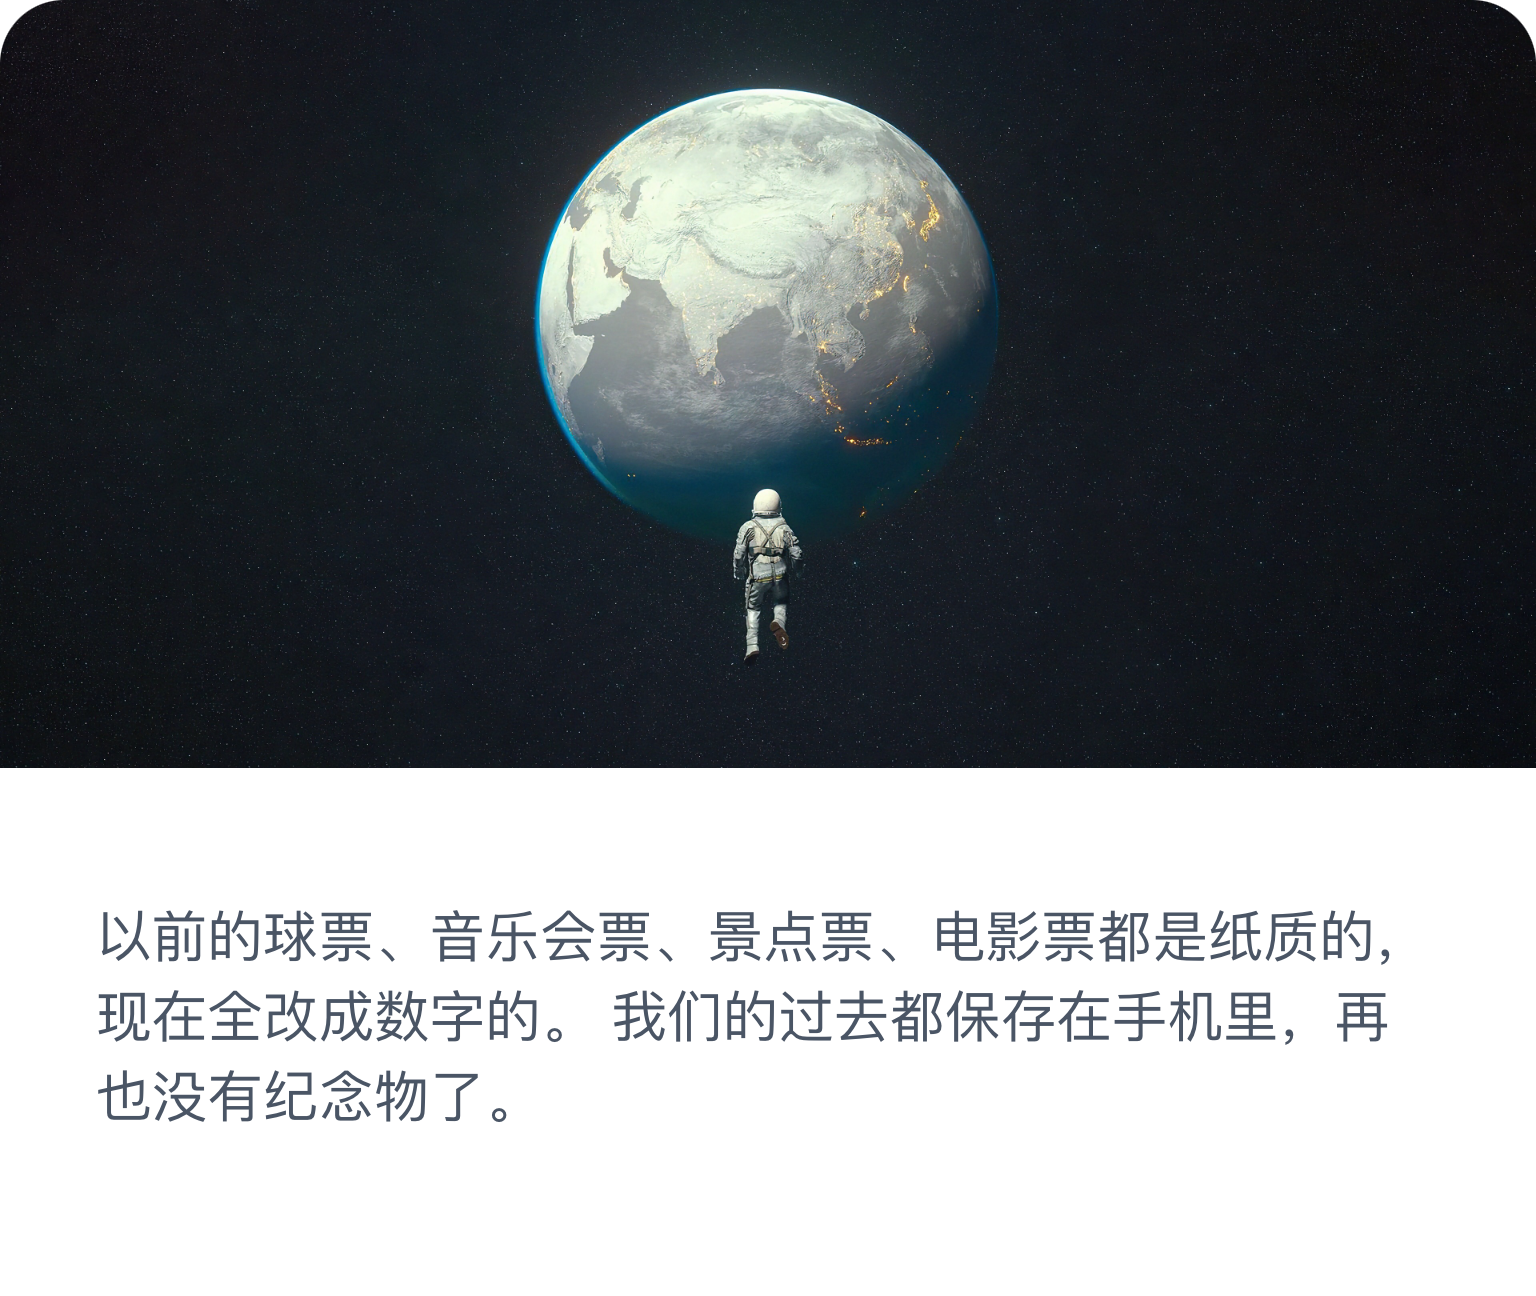 以前的球票、音乐会票、景点票、电影票都是纸质的，
现在全改成数字的。 我们的过去都保存在手机里，再
也没有纪念物了。